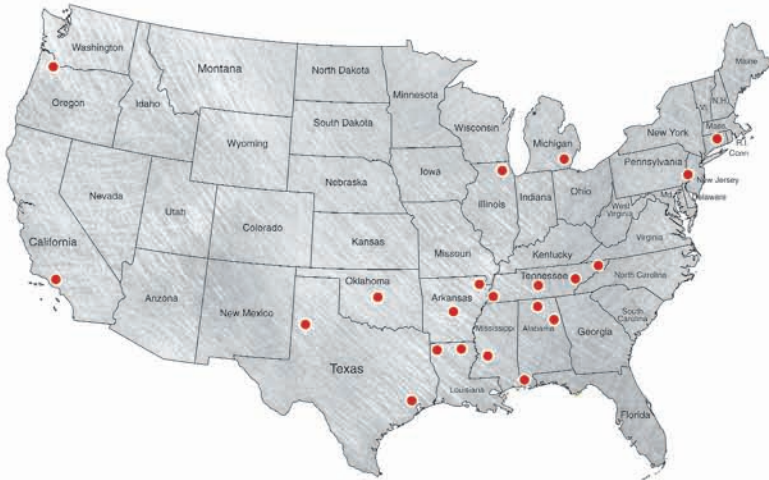 Washington
Montana
North Dakota
Minnesota
Maine
Oregon
Idaho
South Dakota
Wisconsin
Michigan
Vt.
N.H.
New York
Mass.
R.I.
Conn
Wyoming
Iowa
Pennsylvania
New Jersey
Nebraska
Illinois
Indiana
Ohio
Md.
Delaware
Nevada
Utah
Colorado
Kansas
Missouri
West
Virginia
Virginia
California
Kentucky
Oklahoma
Tennessee
North Carolina
Arzona
New Mexico
Arkansas
South
Carolina
Mississippi
Alabama
Georgia
Texas
Louisiana
Florida